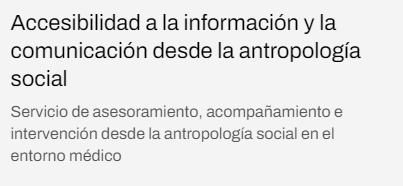 Accesibilidad a la información y la
comunicación desde la antropología
social
Servicio de asesoramiento, acompañamiento e
intervención desde la antropología social en el
entorno médico